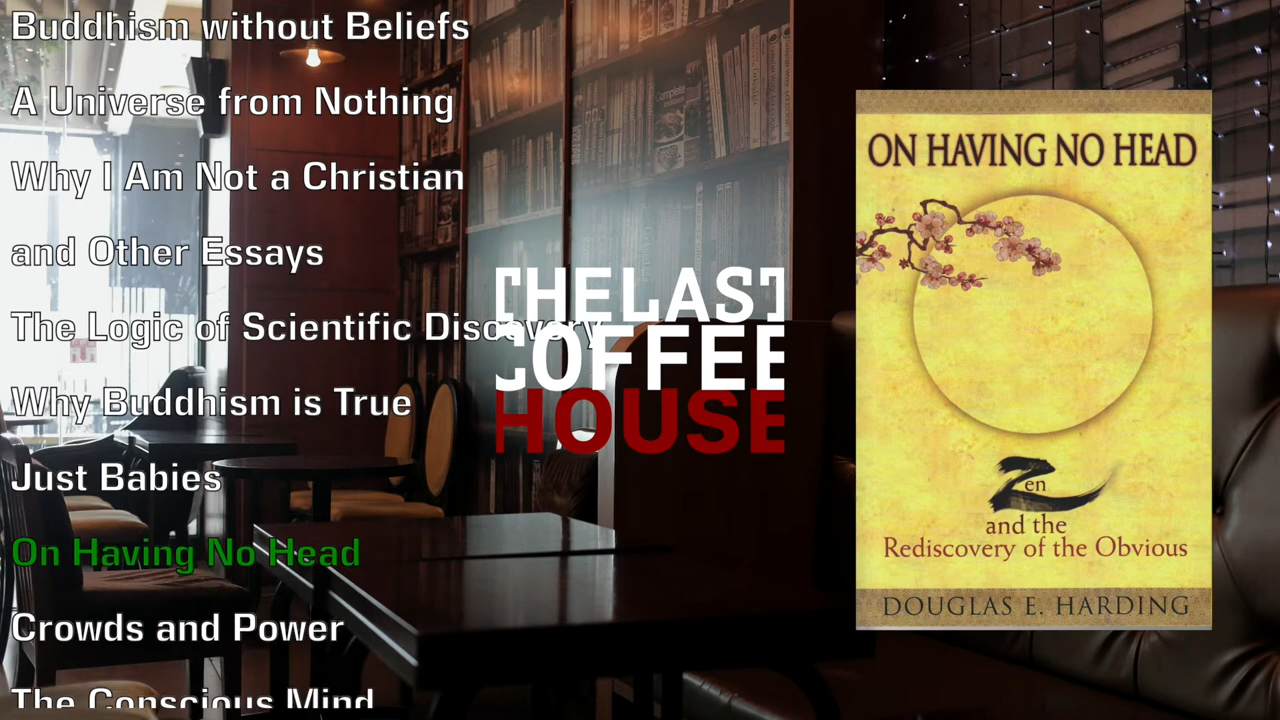 Buddhism without Beliefs
A Universe from Nothing
Why I Am Not a Christian
and Other Essays
The Logic of Scientific Discovery
Why Buddhism is True
Just Babies
On Having No Head
Crowds and Power
The Conscious Mind
THE LAST
COFFEE
HOUSE
ON HAVING NO HEAD
Zen
and the
Rediscovery of the Obvious
DOUGLAS E. HARDING